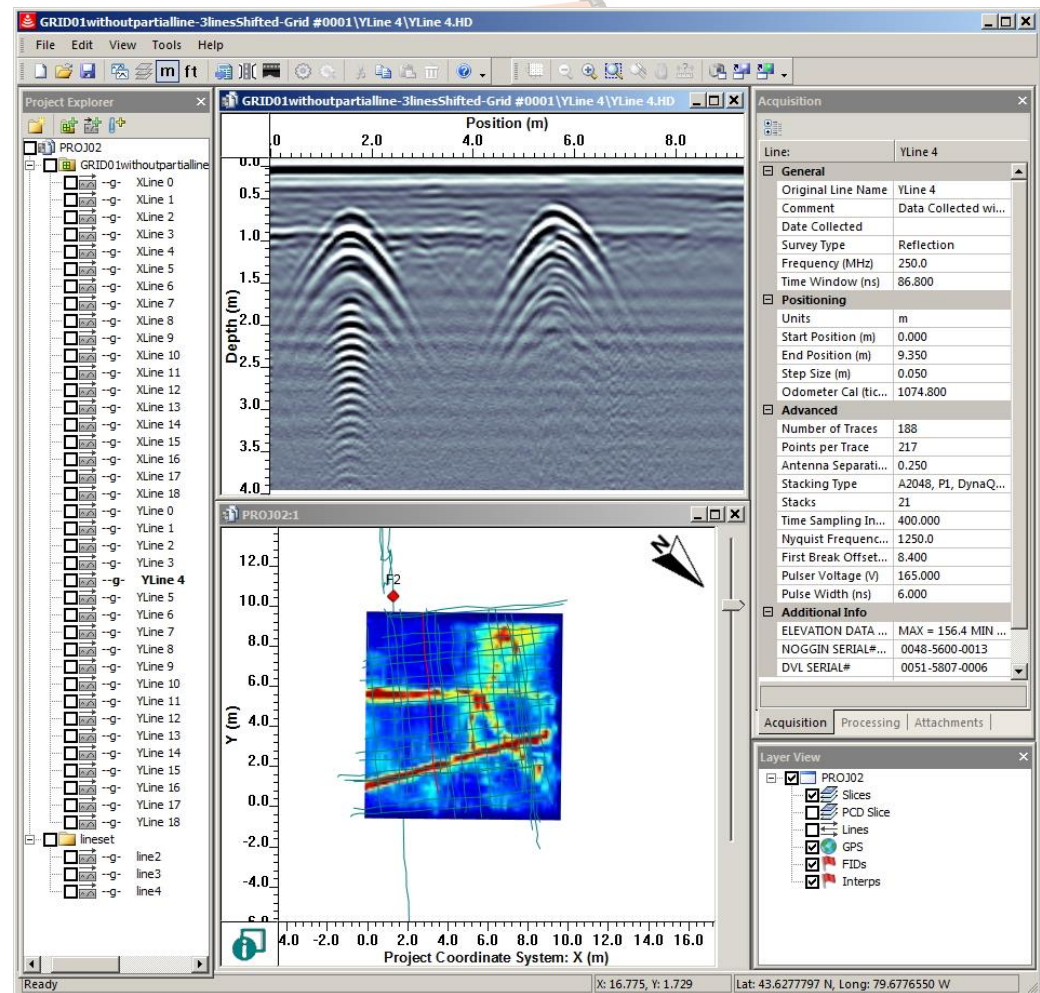 GRID01withoutpartialline-3linesShifted-Grid #0001\YLine 4\YLine 4.HD
File Edit View Tools Help
m ft
Project Explorer
PROJ02
GRID01withoutpartialline
--g- XLine 0
--g- XLine 1
--g- XLine 2
--g- XLine 3
--g- XLine 4
--g- XLine 5
--g- XLine 6
--g- XLine 7
--g- XLine 8
--g- XLine 9
--g- XLine 10
--g- XLine 11
--g- XLine 12
--g- XLine 13
--g- XLine 14
--g- XLine 15
--g- XLine 16
--g- XLine 17
--g- XLine 18
--g- YLine 0
--g- YLine 1
--g- YLine 2
--g- YLine 3
--g- YLine 4
--g- YLine 5
--g- YLine 6
--g- YLine 7
--g- YLine 8
--g- YLine 9
--g- YLine 10
--g- YLine 11
--g- YLine 12
--g- YLine 13
--g- YLine 14
--g- YLine 15
--g- YLine 16
--g- YLine 17
--g- YLine 18
lineset
--g- line2
--g- line3
--g- line4
GRID01withoutpartialline-3linesShifted-Grid #0001\YLine 4\YLine 4.HD
Position (m)
.0 2.0 4.0 6.0 8.0
0.0
0.5
1.0
1.5
2.0
2.5
3.0
3.5
4.0
Depth (m)
PROJ02:1
N
F2
12.0
10.0
8.0
6.0
4.0
2.0
0.0
-2.0
-4.0
-6.0
Y (m)
4.0 -2.0 0.0 2.0 4.0 6.0 8.0 10.0 12.0 14.0 16.0
Project Coordinate System: X (m)
Acquisition
Line: YLine 4
General
Original Line Name YLine 4
Comment Data Collected wi...
Date Collected
Survey Type Reflection
Frequency (MHz) 250.0
Time Window (ns) 86.800
Positioning
Units m
Start Position (m) 0.000
End Position (m) 9.350
Step Size (m) 0.050
Odometer Cal (tic... 1074.800
Advanced
Number of Traces 188
Points per Trace 217
Antenna Separati... 0.250
Stacking Type A2048, P1, DynaQ...
Stacks 21
Time Sampling In... 400.000
Nyquist Frequenc... 1250.0
First Break Offset... 8.400
Pulser Voltage (V) 165.000
Pulse Width (ns) 6.000
Additional Info
ELEVATION DATA ... MAX = 156.4 MIN ...
NOGGIN SERIAL#... 0048-5600-0013
DVL SERIAL# 0051-5807-0006
Acquisition Processing Attachments
Layer View
PROJ02
Slices
PCD Slice
Lines
GPS
FIDs
Interps
Ready X: 16.775, Y: 1.729 Lat: 43.6277797 N, Long: 79.6776550 W